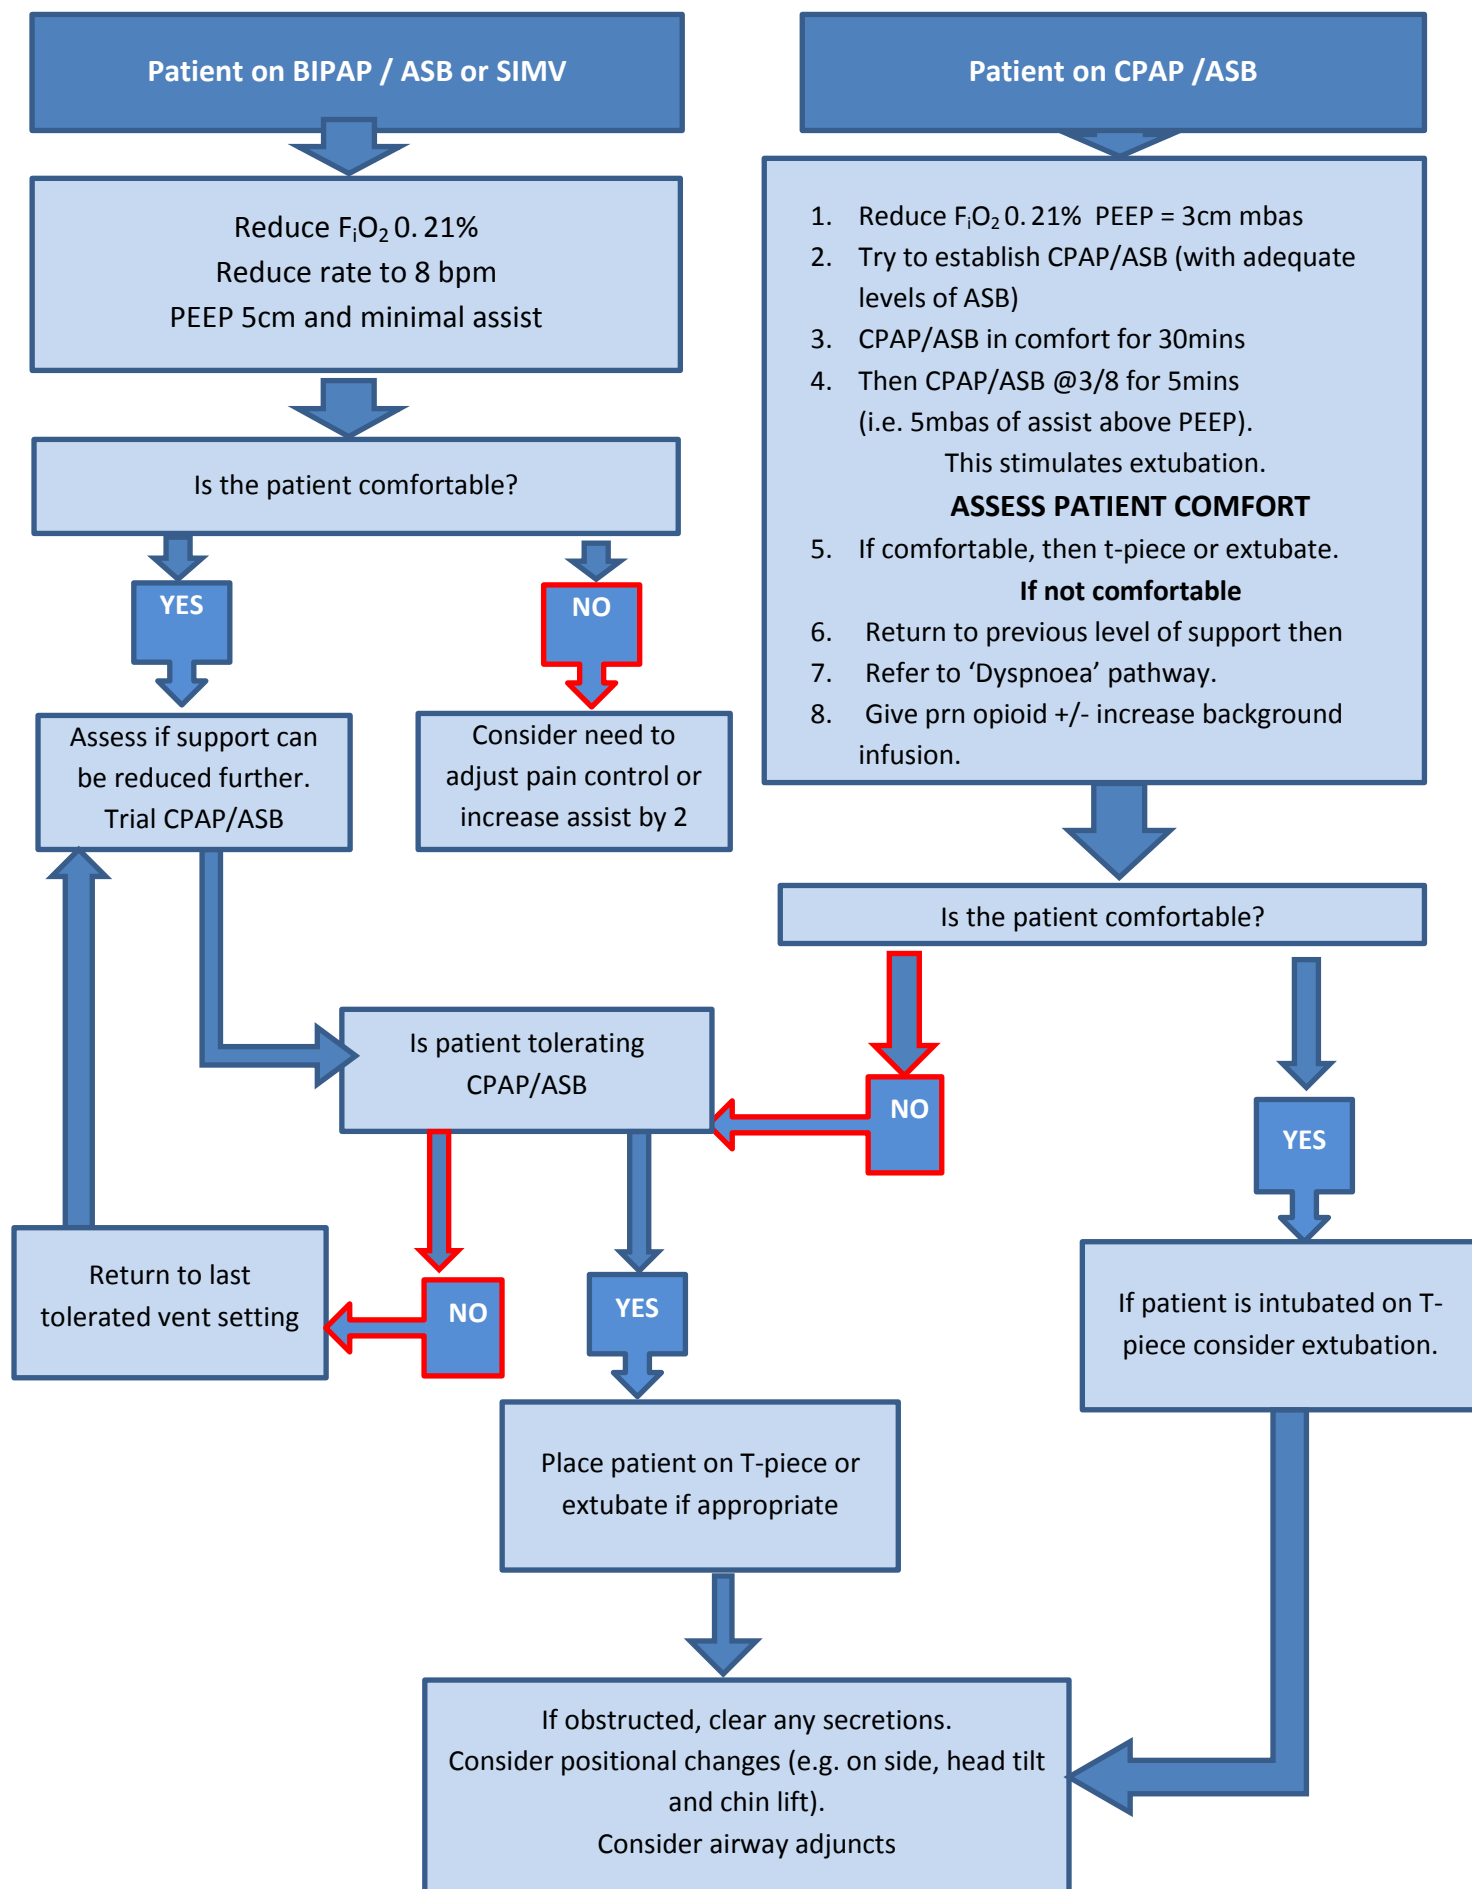 Patient on BIPAP / ASB or SIMV
Reduce FiO2 0. 21%
Reduce rate to 8 bpm
PEEP 5cm and minimal assist
Is the patient comfortable?
YES
NO
Assess if support can
be reduced further.
Trial CPAP/ASB
Consider need to
adjust pain control or
increase assist by 2
Patient on CPAP /ASB
1. Reduce FiO2 0. 21% PEEP = 3cm mbas
2. Try to establish CPAP/ASB (with adequate
levels of ASB)
3. CPAP/ASB in comfort for 30mins
4. Then CPAP/ASB @3/8 for 5mins
(i.e. 5mbas of assist above PEEP).
This stimulates extubation.
ASSESS PATIENT COMFORT
5. If comfortable, then t-piece or extubate.
If not comfortable
6. Return to previous level of support then
7. Refer to ‘Dyspnoea’ pathway.
8. Give prn opioid +/- increase background
infusion.
Is the patient comfortable?
NO
YES
Is patient tolerating
CPAP/ASB
NO
YES
Return to last
tolerated vent setting
If patient is intubated on T-
piece consider extubation.
Place patient on T-piece or
extubate if appropriate
If obstructed, clear any secretions.
Consider positional changes (e.g. on side, head tilt
and chin lift).
Consider airway adjuncts